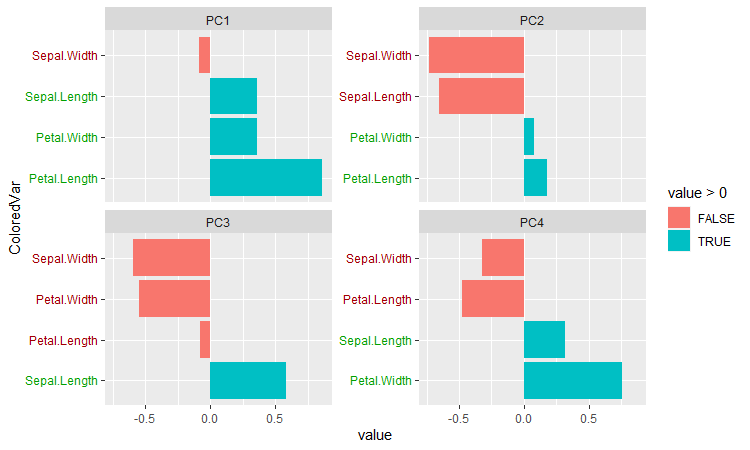 PC1
PC2
Sepal.Width
Sepal.Length
Petal.Width
Petal.Length
Sepal.Width
Sepal.Length
Petal.Width
Petal.Length
PC3
PC4
Sepal.Width
Petal.Width
Petal.Length
Sepal.Length
Sepal.Width
Petal.Length
Sepal.Length
Petal.Width
-0.5
0.0
0.5
-0.5
0.0
0.5
value
ColoredVar
value > 0
FALSE
TRUE